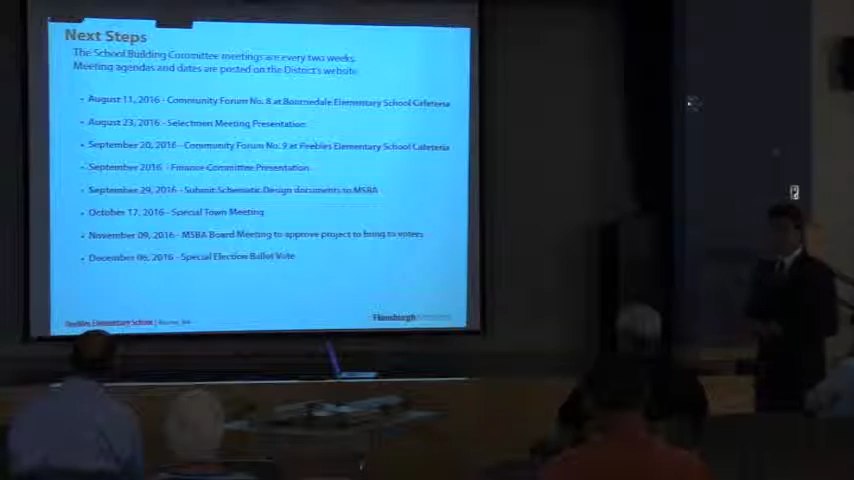 Next Steps
The School Building Committee meetings are every two weeks.
Meeting agendas and dates are posted on the District's website
• August 11, 2016 - Community Forum No. 8 at Bournedale Elementary School Cafeteria
• August 23, 2016 - Selectmen Meeting Presentation
• September 20, 2016 - Community Forum No. 9 at Peebles Elementary School Cafeteria
• September 2016 - Finance Committee Presentation
• September 29, 2016 - Submit Schematic Design documents to MSBA
• October 17, 2016 - Special Town Meeting
• November 09, 2016 - MSBA Board Meeting to approve project to bring to voters
• December 06, 2016 - Special Election Ballot Vote
Peebles Elementary School |
Flansburgh